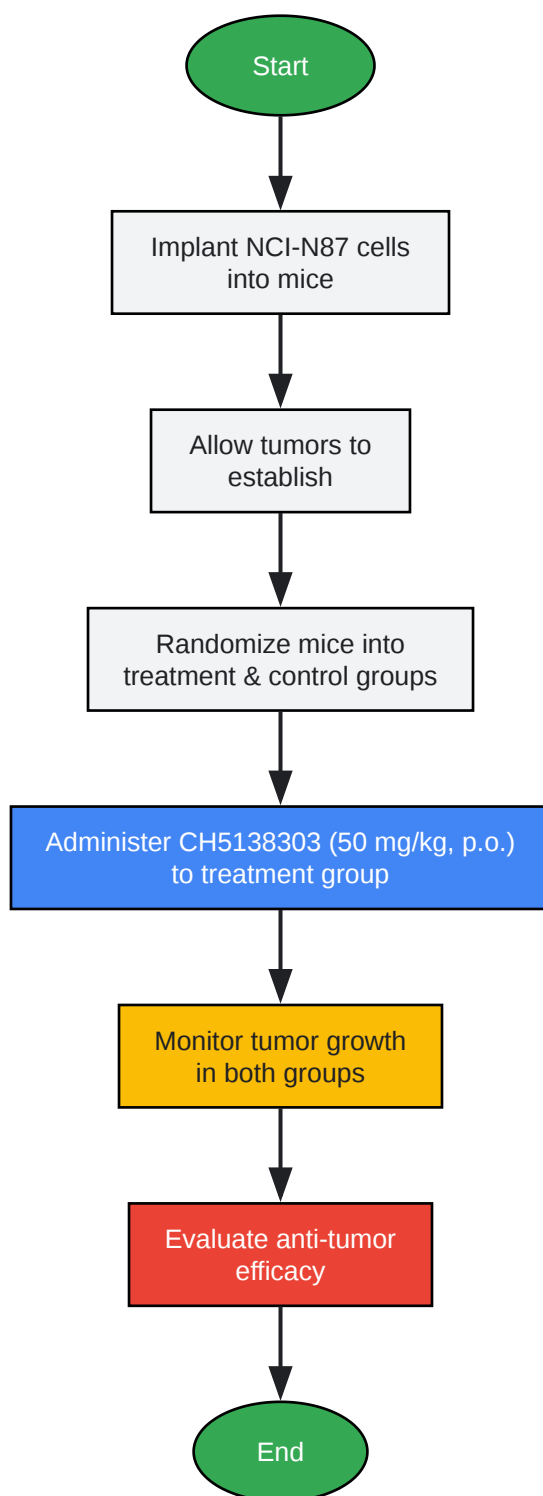 Start
Implant NCI-N87 cells
into mice
Allow tumors to
establish
Randomize mice into
treatment & control groups
Administer CH5138303 (50 mg/kg, p.o.)
to treatment group
Monitor tumor growth
in both groups
Evaluate anti-tumor
efficacy
End